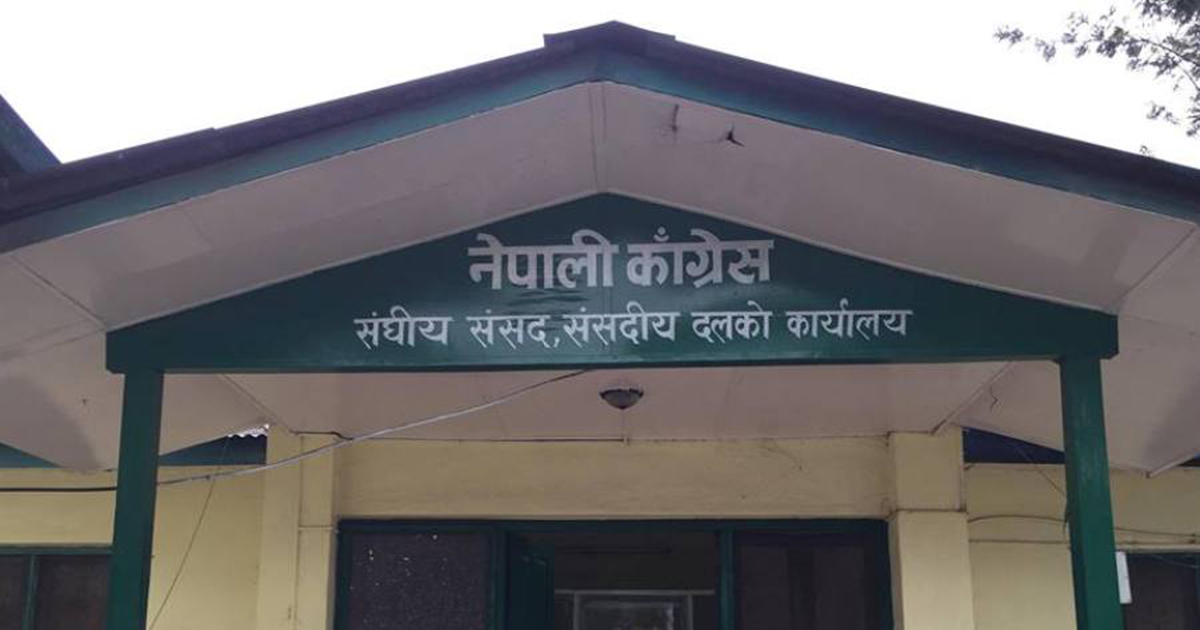 नेपाली काँग्रेस
संघीय संसद, संसदीय दलको कार्यालय